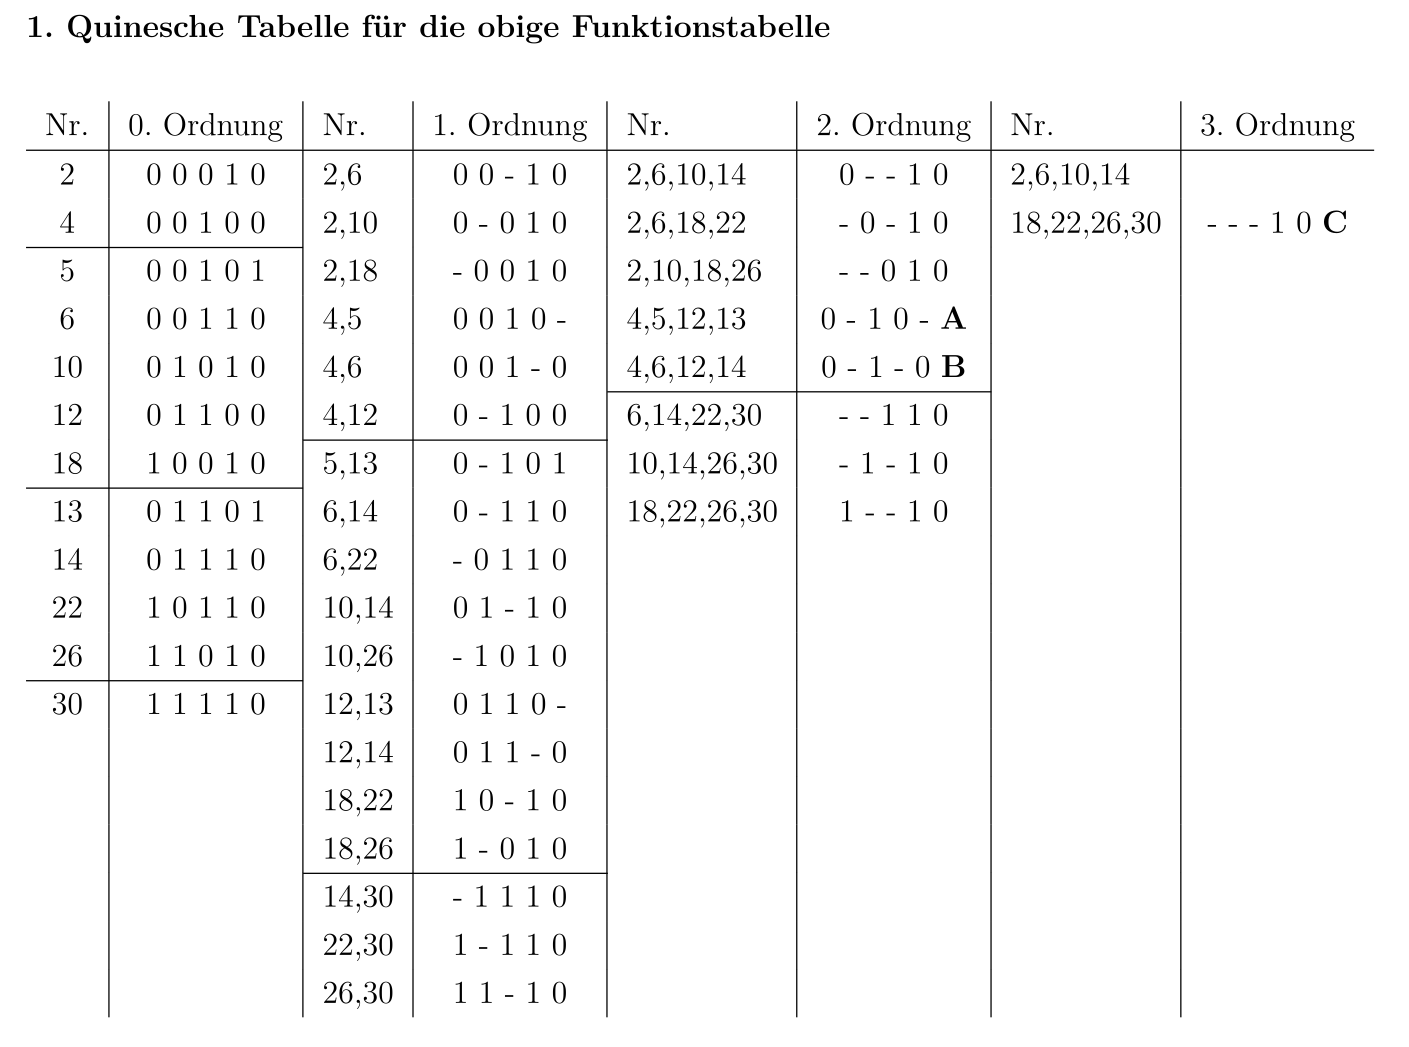 1. Quinesche Tabelle für die obige Funktionstabelle
Nr. 0. Ordnung Nr. 1. Ordnung Nr. 2. Ordnung Nr. 3. Ordnung
2 0 0 0 1 0 2,6 0 0 - 1 0 2,6,10,14 0 - - 1 0 2,6,10,14
4 0 0 1 0 0 2,10 0 - 0 1 0 2,6,18,22 - 0 - 1 0 18,22,26,30 - - - 1 0 C
5 0 0 1 0 1 2,18 - 0 0 1 0 2,10,18,26 - - 0 1 0
6 0 0 1 1 0 4,5 0 0 1 0 - 4,5,12,13 0 - 1 0 - A
10 0 1 0 1 0 4,6 0 0 1 - 0 4,6,12,14 0 - 1 - 0 B
12 0 1 1 0 0 4,12 0 - 1 0 0 6,14,22,30 - - 1 1 0
18 1 0 0 1 0 5,13 0 - 1 0 1 10,14,26,30 - 1 - 1 0
13 0 1 1 0 1 6,14 0 - 1 1 0 18,22,26,30 1 - - 1 0
14 0 1 1 1 0 6,22 - 0 1 1 0
22 1 0 1 1 0 10,14 0 1 - 1 0
26 1 1 0 1 0 10,26 - 1 0 1 0
30 1 1 1 1 0 12,13 0 1 1 0 -
12,14 0 1 1 - 0
18,22 1 0 - 1 0
18,26 1 - 0 1 0
14,30 - 1 1 1 0
22,30 1 - 1 1 0
26,30 1 1 - 1 0